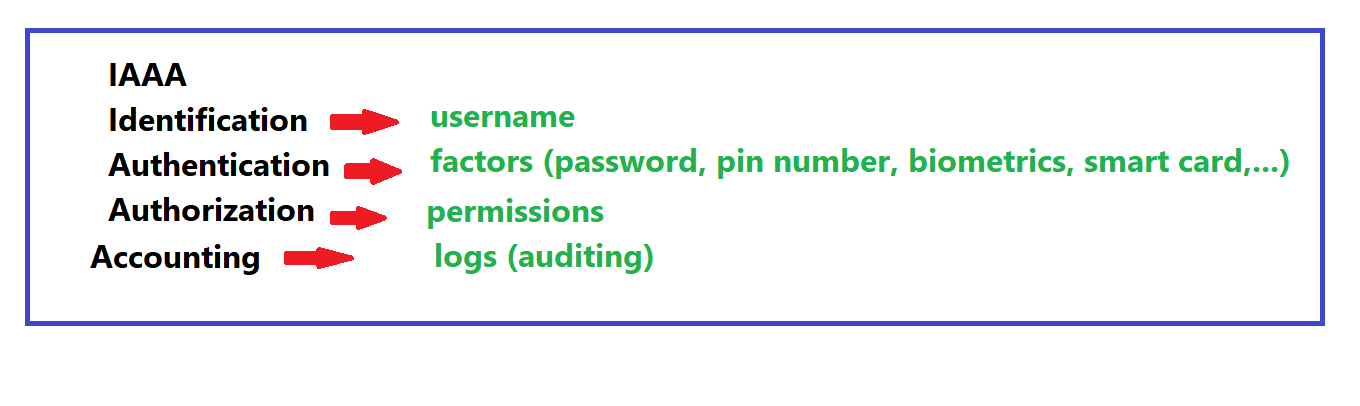 IAAA
Identification username
Authentication factors (password, pin number, biometrics, smart card,...)
Authorization permissions
Accounting logs (auditing)